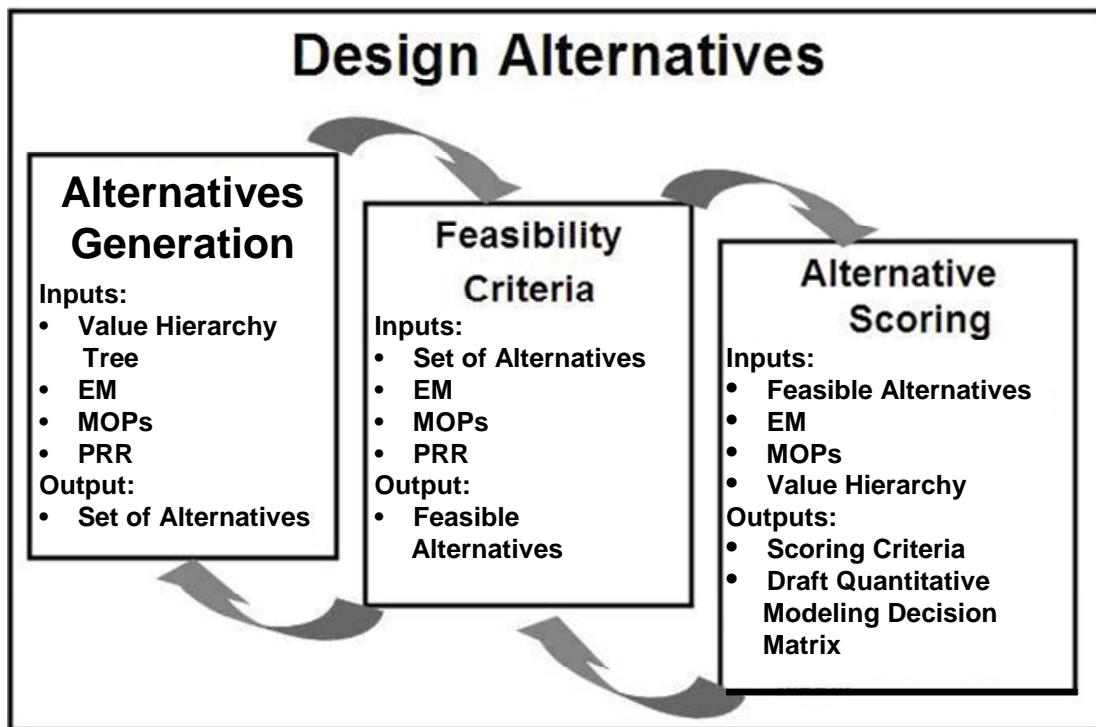 Design Alternatives
Alternatives
Generation
Inputs:
• Value Hierarchy
Tree
• EM
• MOPs
• PRR
Output:
• Set of Alternatives
Feasibility
Criteria
Inputs:
• Set of Alternatives
• EM
• MOPs
• PRR
Output:
• Feasible
Alternatives
Alternative
Scoring
Inputs:
• Feasible Alternatives
• EM
• MOPs
• Value Hierarchy
Outputs:
• Scoring Criteria
• Draft Quantitative
Modeling Decision
Matrix